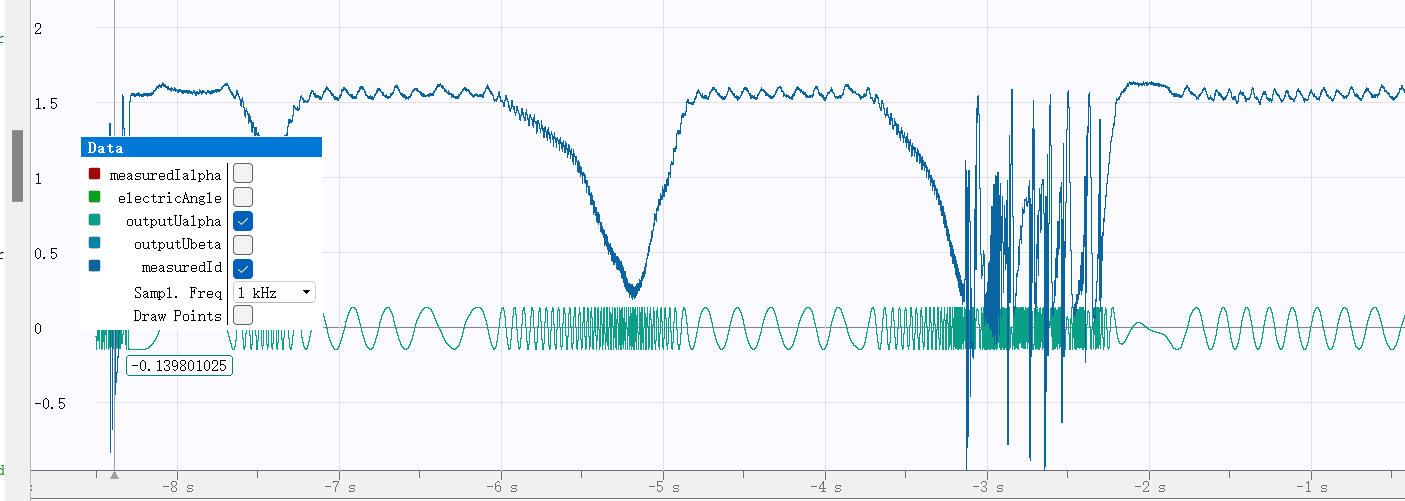 2
1.5
Data
measuredIalpha
1
electricAngle
outputUalpha
outputUbeta
0.5
measuredId
Sampl. Freq 1 kHz
Draw Points
0
-0.139801025
-0.5
-8 s -7 s -6 s -5 s -4 s -3 s -2 s -1 s